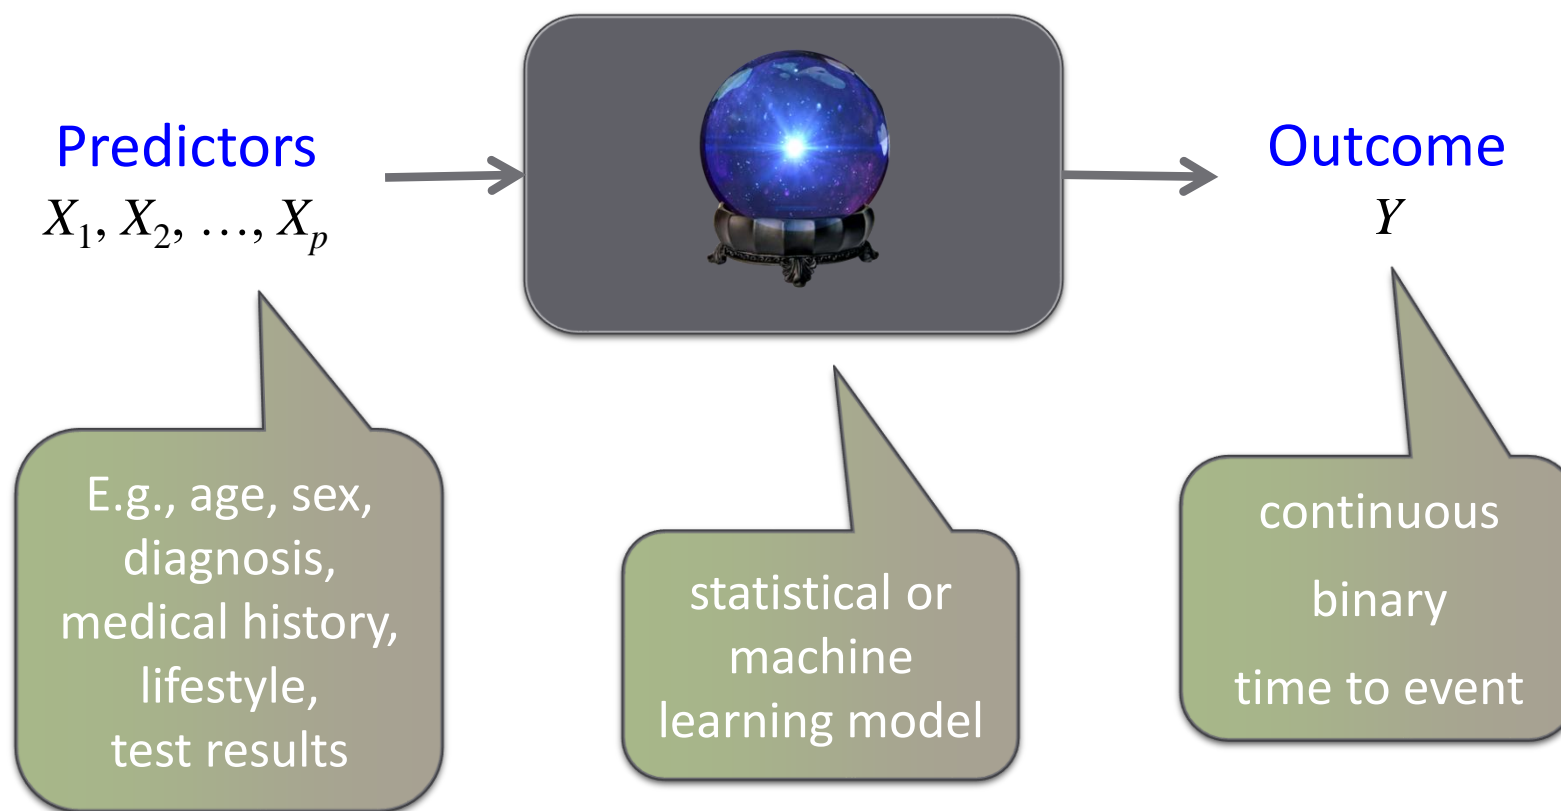 Predictors
X1, X2, …, Xp
Outcome
Y
E.g., age, sex,
diagnosis,
medical history,
lifestyle,
test results
statistical or
machine
learning model
continuous
binary
time to event